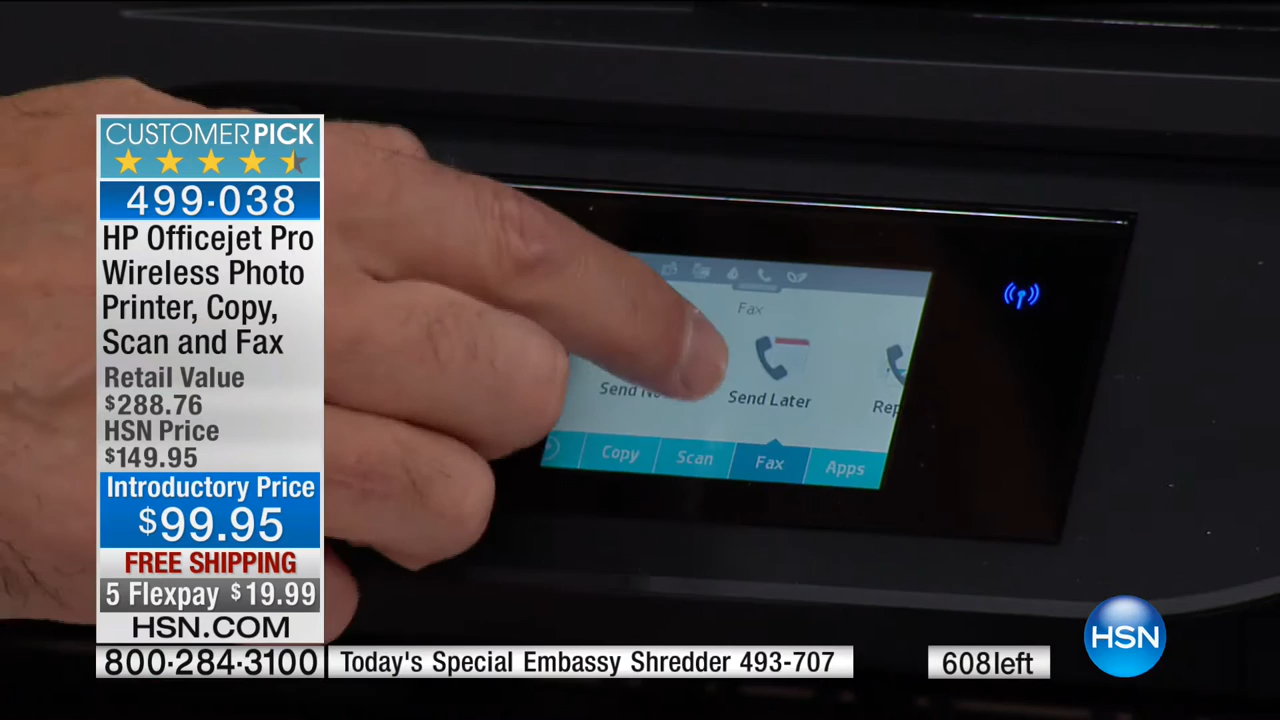 CUSTOMERPICK
499-038
HP Officejet Pro
Wireless Photo
Printer, Copy,
Scan and Fax
Retail Value
$288.76
HSN Price
$149.95
Introductory Price
$99.95
FREE SHIPPING
5 Flexpay $19.99
HSN.COM
800-284-3100
Today's Special Embassy Shredder 493-707
608left
HSN
Fax
Send
Send Later
Copy
Scan
Fax
Apps